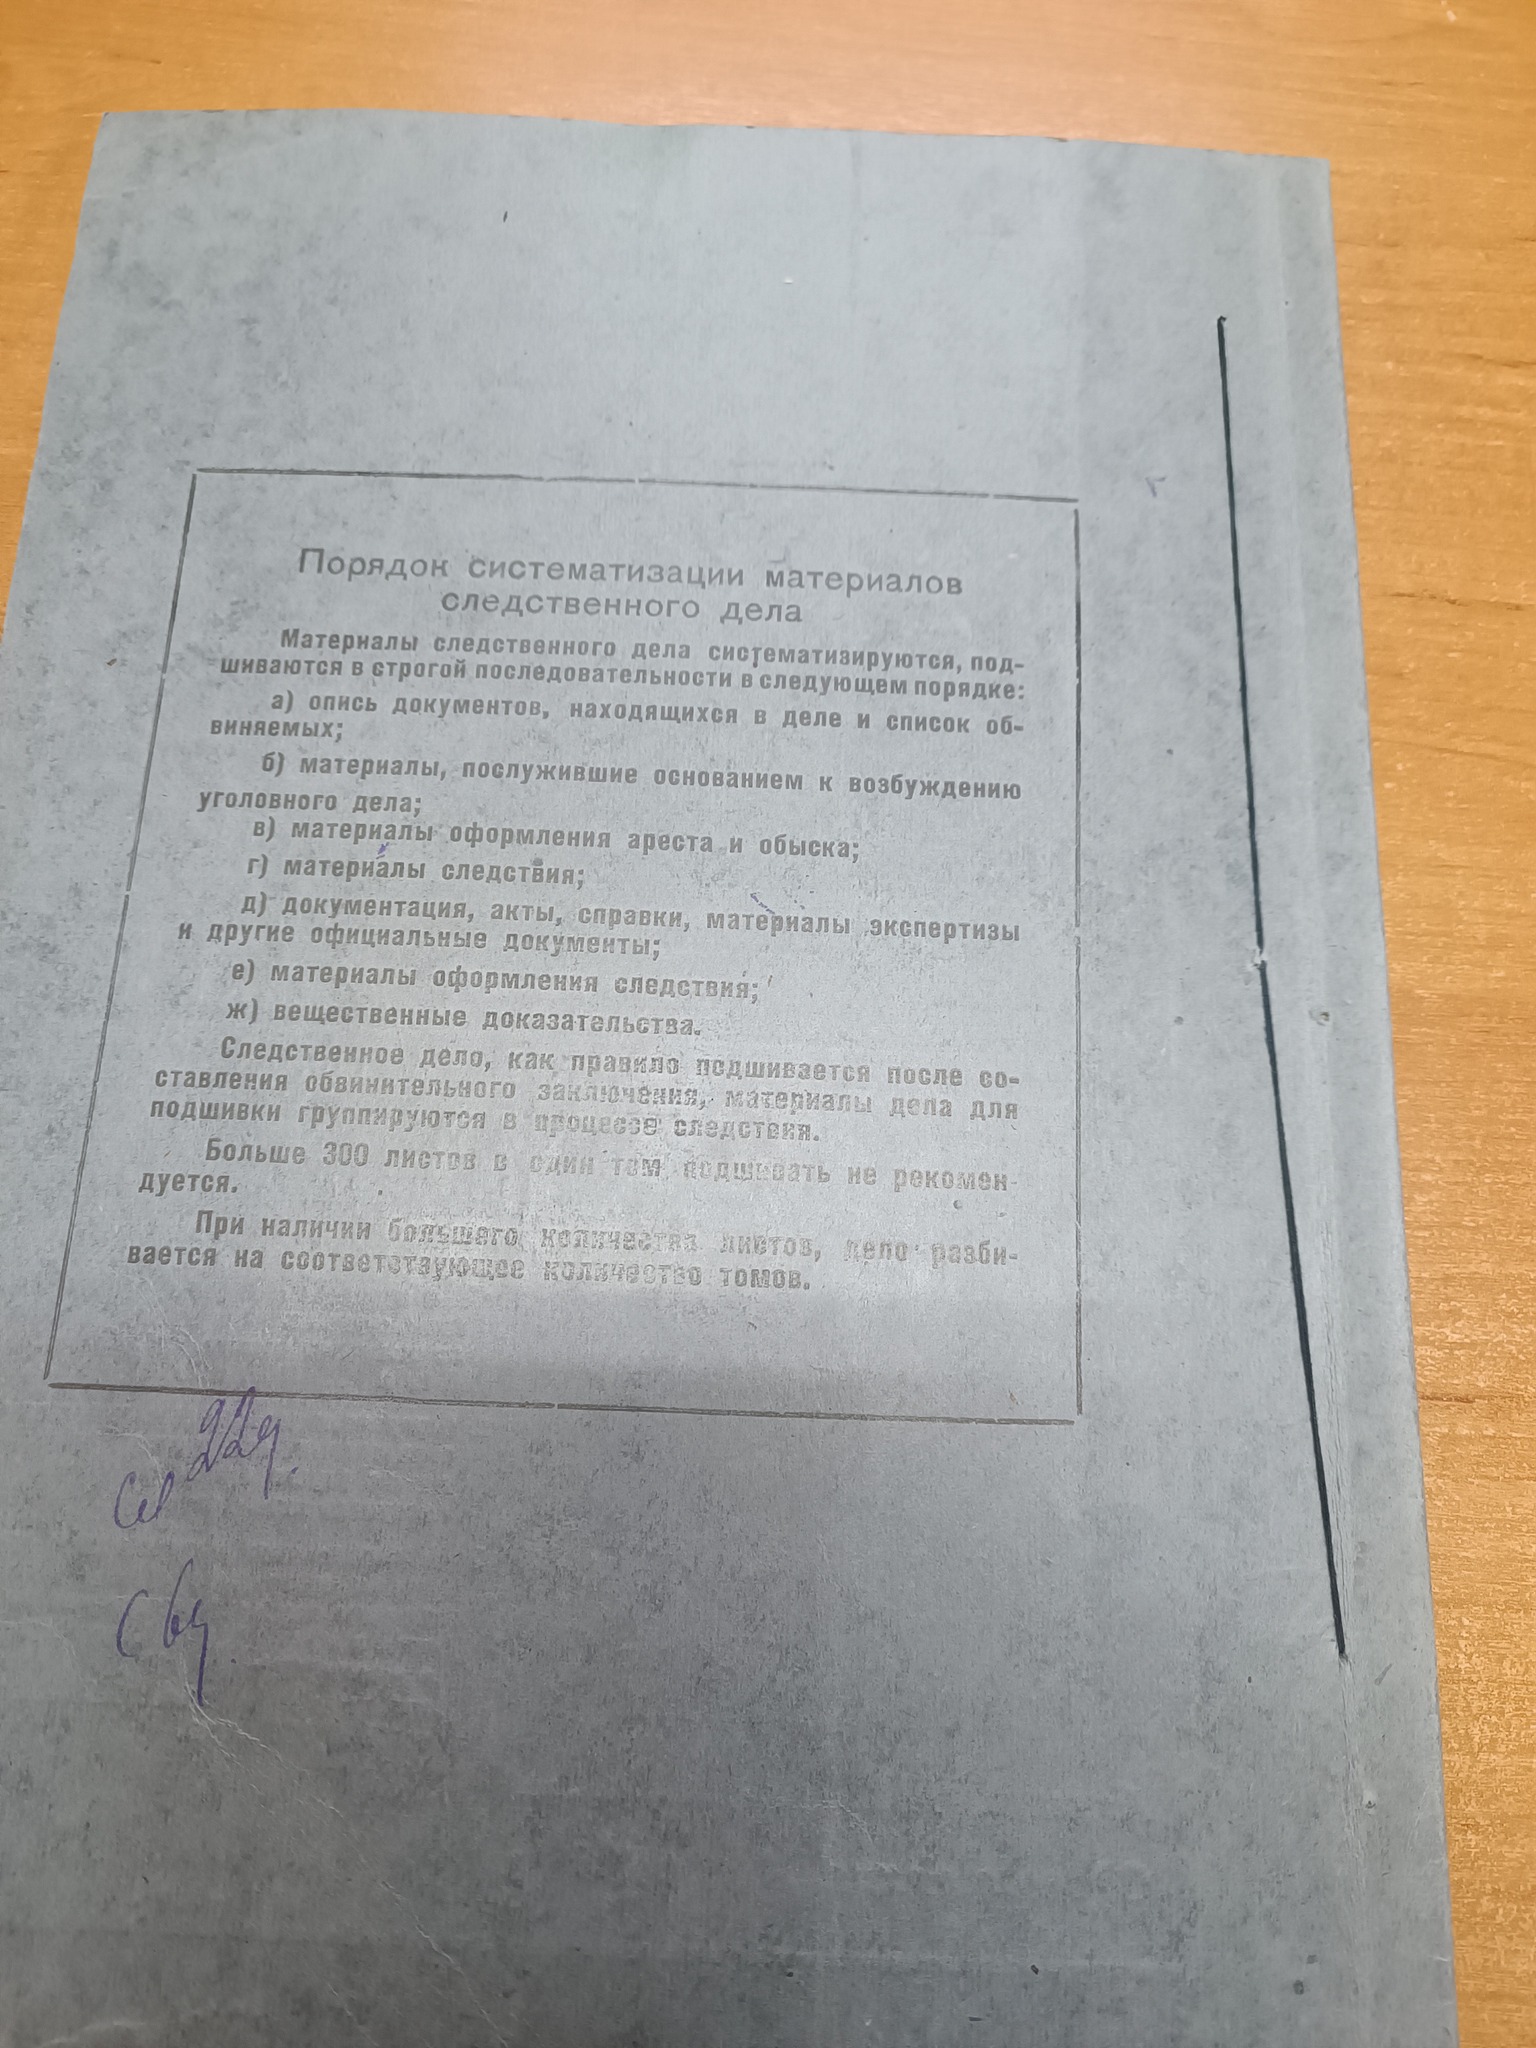 Порядок систематизации материалов
следственного дела
Материалы следственного дела систематизируются, под-
шиваются в строгой последовательности в следующем порядке:
а) опись документов, находящихся в деле и список об-
виняемых;
б) материалы, послужившие основанием к возбуждению
уголовного дела;
в) материалы оформления ареста и обыска;
г) материалы следствия;
д) документация, акты, справки, материалы экспертизы
и другие официальные документы;
е) материалы оформления следствия;
ж) вещественные доказательства.
Следственное дело, как правило подшивается после со-
ставления обвинительного заключения, материалы дела для
подшивки группируются в процессе следствия.
Больше 300 листов в один том подшивать не рекомен-
дуется.
При наличии большего количества листов, дело разби-
вается на соответствующее количество томов.